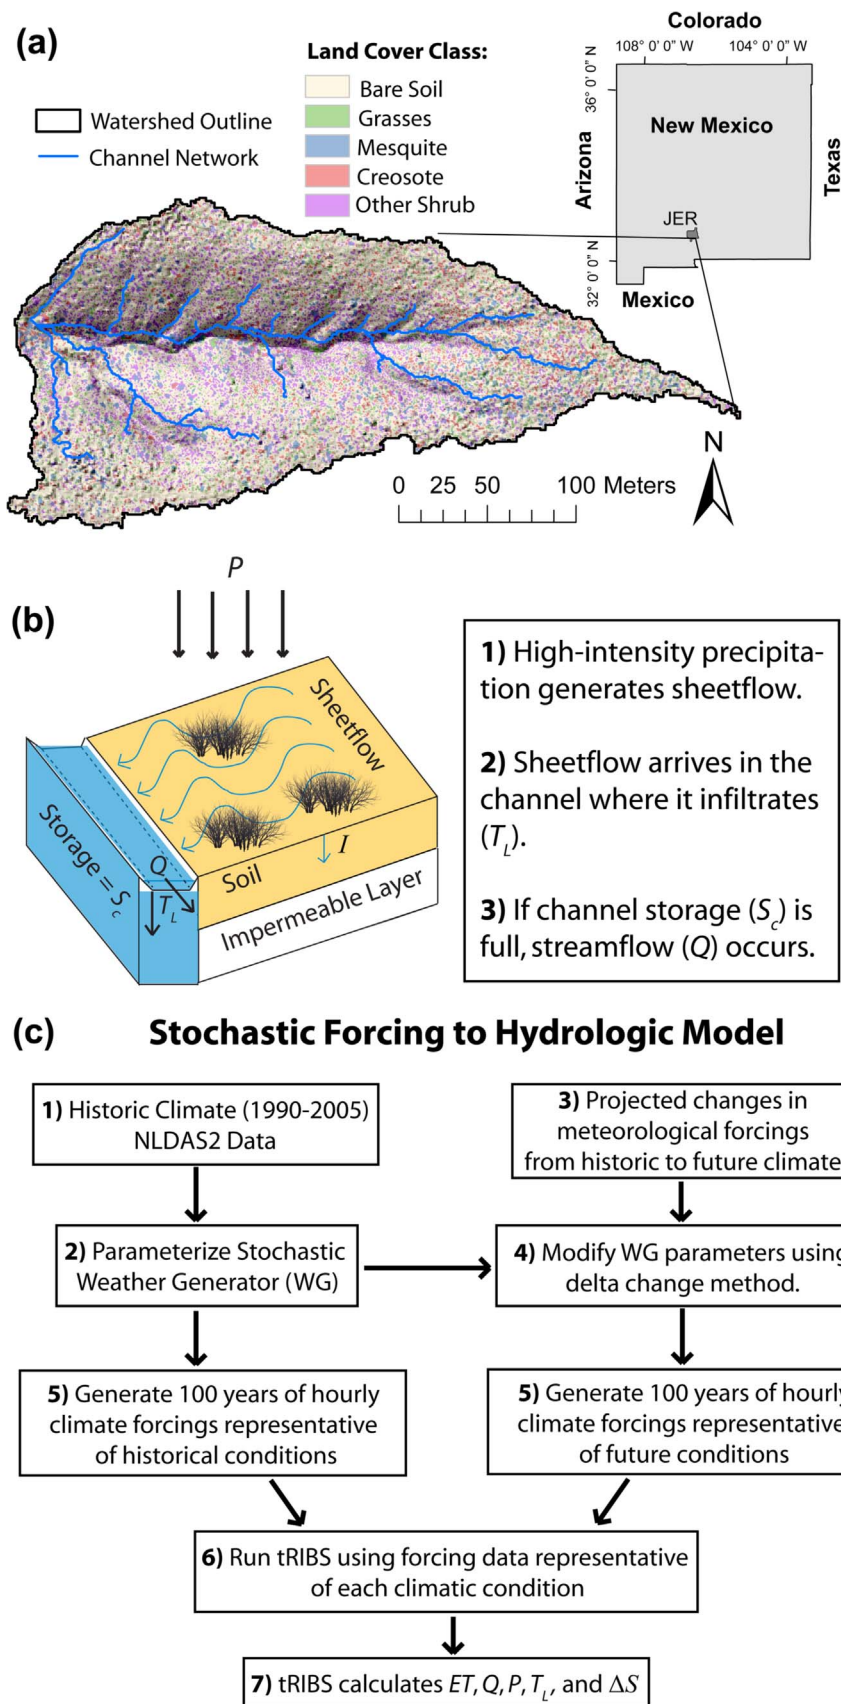 (a)
Land Cover Class:
Bare Soil
Grasses
Mesquite
Creosote
Other Shrub
Watershed Outline
Channel Network
Colorado
108° 0' 0" W
104° 0' 0" W
36° 0' 0" N
32° 0' 0" N
Arizona
New Mexico
Texas
JER
Mexico
N
0 25 50 100 Meters
(b)
P
Sheetflow
Storage = Sc
Q
TL
I
Soil
Impermeable Layer
1) High-intensity precipita-
tion generates sheetflow.
2) Sheetflow arrives in the
channel where it infiltrates
(TL).
3) If channel storage (Sc) is
full, streamflow (Q) occurs.
(c)
Stochastic Forcing to Hydrologic Model
1) Historic Climate (1990-2005)
NLDAS2 Data
3) Projected changes in
meteorological forcings
from historic to future climate
2) Parameterize Stochastic
Weather Generator (WG)
4) Modify WG parameters using
delta change method.
5) Generate 100 years of hourly
climate forcings representative
of historical conditions
5) Generate 100 years of hourly
climate forcings representative
of future conditions
6) Run tRIBS using forcing data representative
of each climatic condition
7) tRIBS calculates ET, Q, P, TL, and ΔS